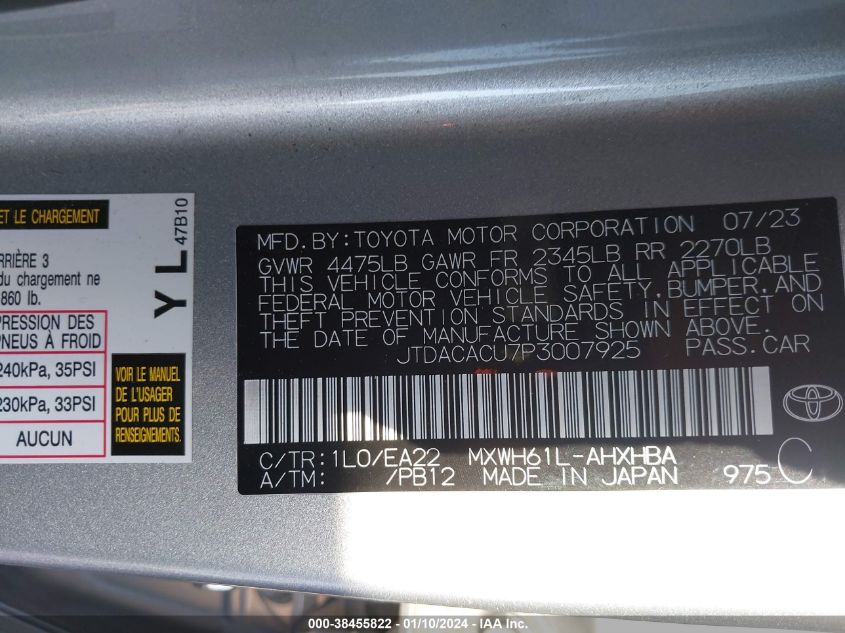 ET LE CHARGEMENT
RRIÈRE 3
du chargement ne
860 lb.
PRESSION DES
PNEUS À FROID
240kPa, 35PSI
230kPa, 33PSI
AUCUN
Y L
47B10
VOIR LE MANUEL
DE L'USAGER
POUR PLUS DE
RENSEIGNEMENTS.
MFD.BY:TOYOTA MOTOR CORPORATION 07/23
GVWR 4475LB GAWR FR 2345LB RR 2270LB
THIS VEHICLE CONFORMS TO ALL APPLICABLE
FEDERAL MOTOR VEHICLE SAFETY,BUMPER,AND
THEFT PREVENTION STANDARDS IN EFFECT ON
THE DATE OF MANUFACTURE SHOWN ABOVE.
JTDACACU7P3007925 PASS.CAR
C/TR:1L0/EA22 MXWH61L-AHXHBA
A/TM: /PB12 MADE IN JAPAN 975 C
000-38455822 - 01/10/2024 - IAA Inc.